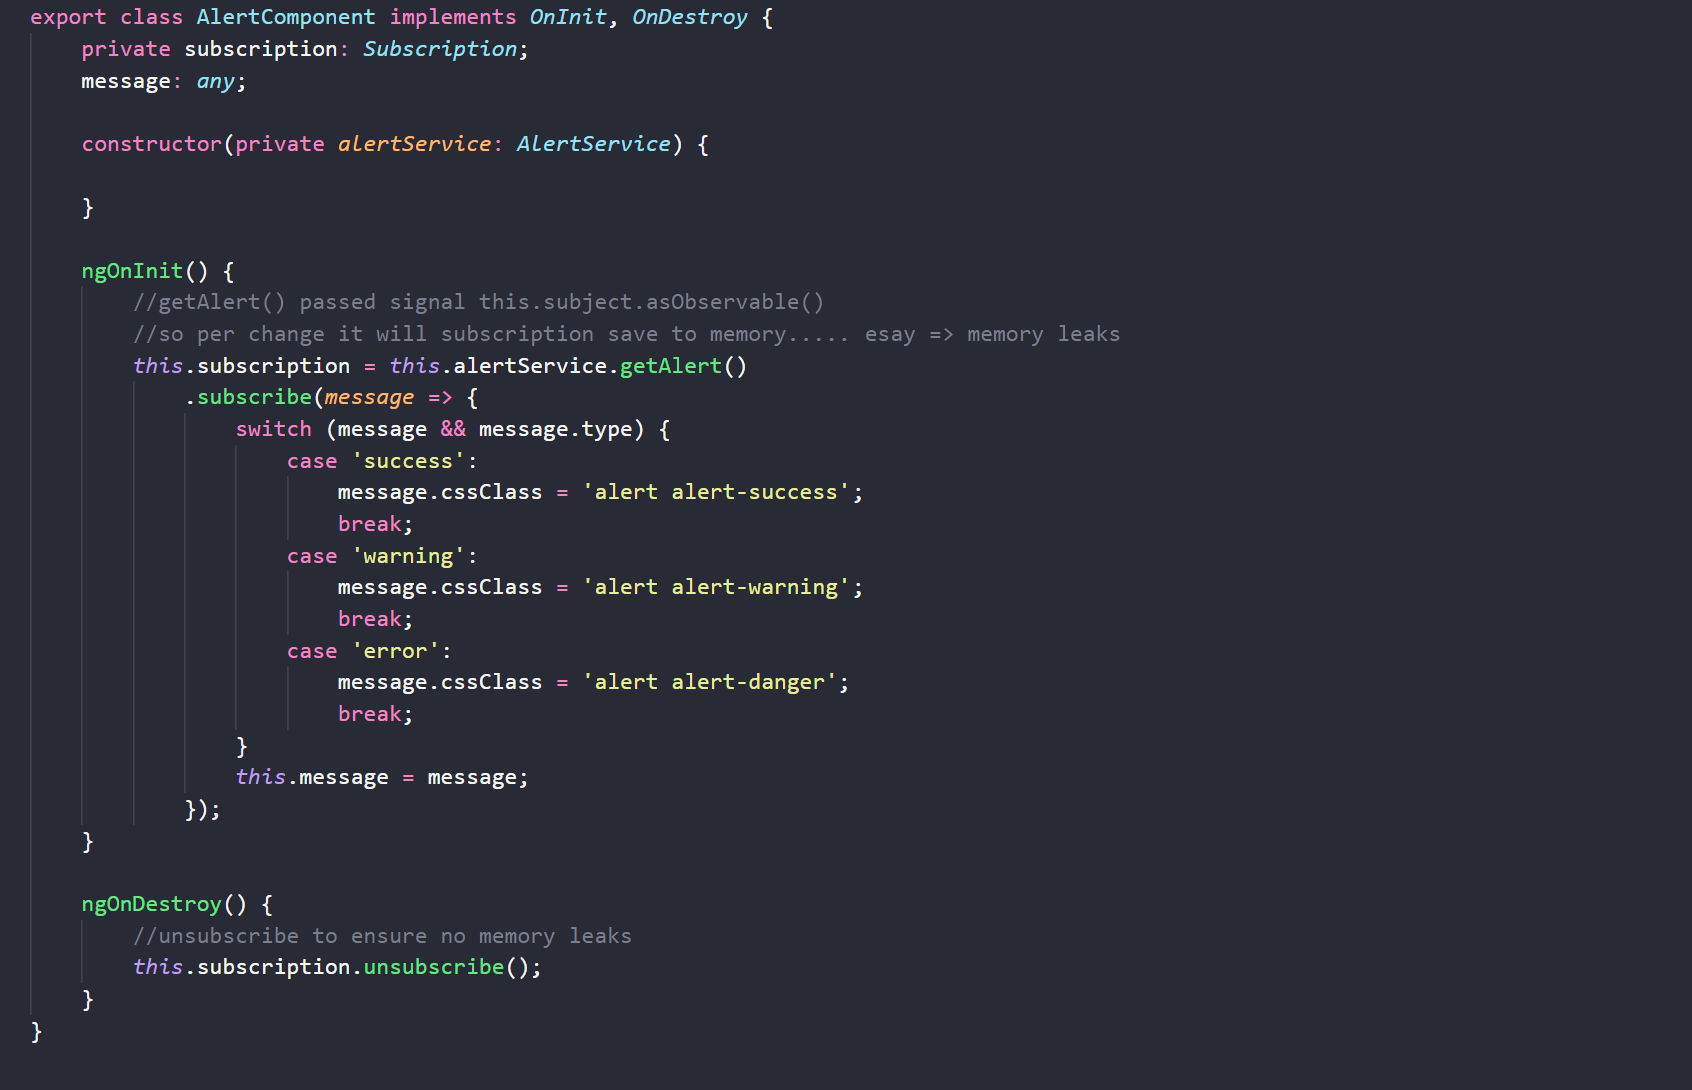 export class AlertComponent implements OnInit, OnDestroy {
    private subscription: Subscription;
    message: any;

    constructor(private alertService: AlertService) {

    }

    ngOnInit() {
        //getAlert() passed signal this.subject.asObservable()
        //so per change it will subscription save to memory..... esay => memory leaks
        this.subscription = this.alertService.getAlert()
            .subscribe(message => {
                switch (message && message.type) {
                    case 'success':
                        message.cssClass = 'alert alert-success';
                        break;
                    case 'warning':
                        message.cssClass = 'alert alert-warning';
                        break;
                    case 'error':
                        message.cssClass = 'alert alert-danger';
                        break;
                }
                this.message = message;
            });
    }

    ngOnDestroy() {
        //unsubscribe to ensure no memory leaks
        this.subscription.unsubscribe();
    }
}